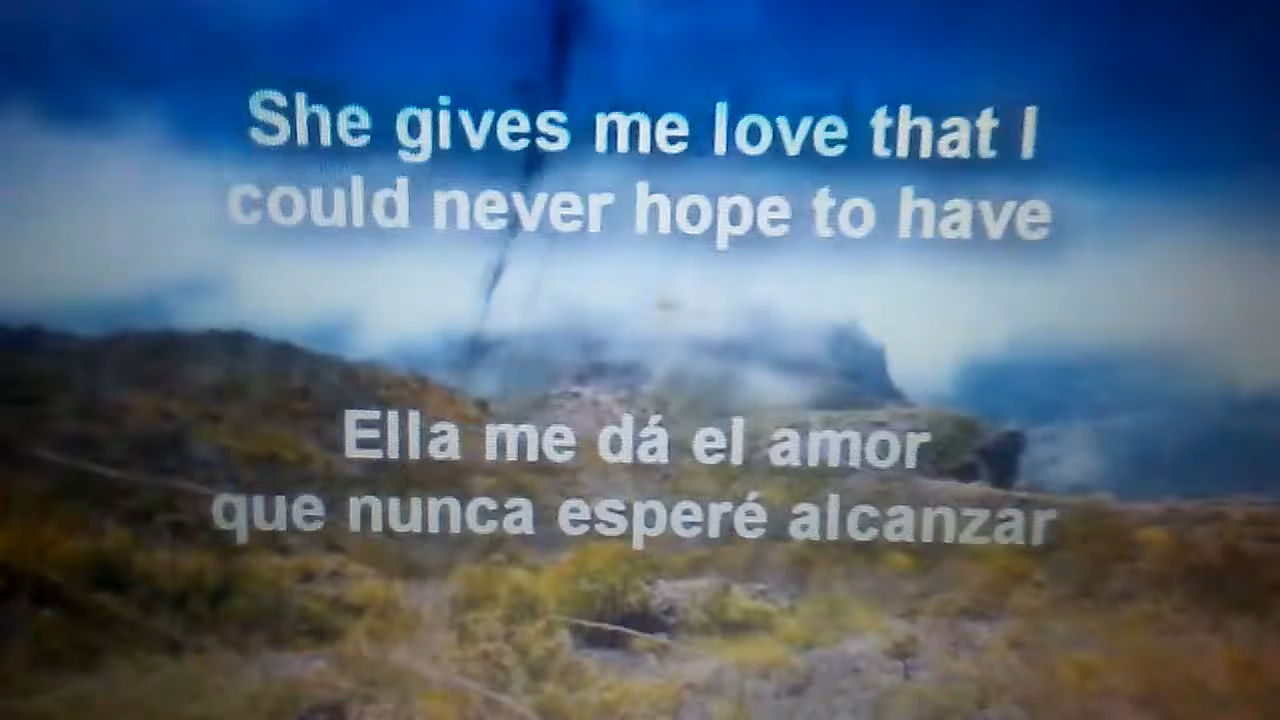 She gives me love that I
could never hope to have
Ella me dá el amor
que nunca esperé alcanzar